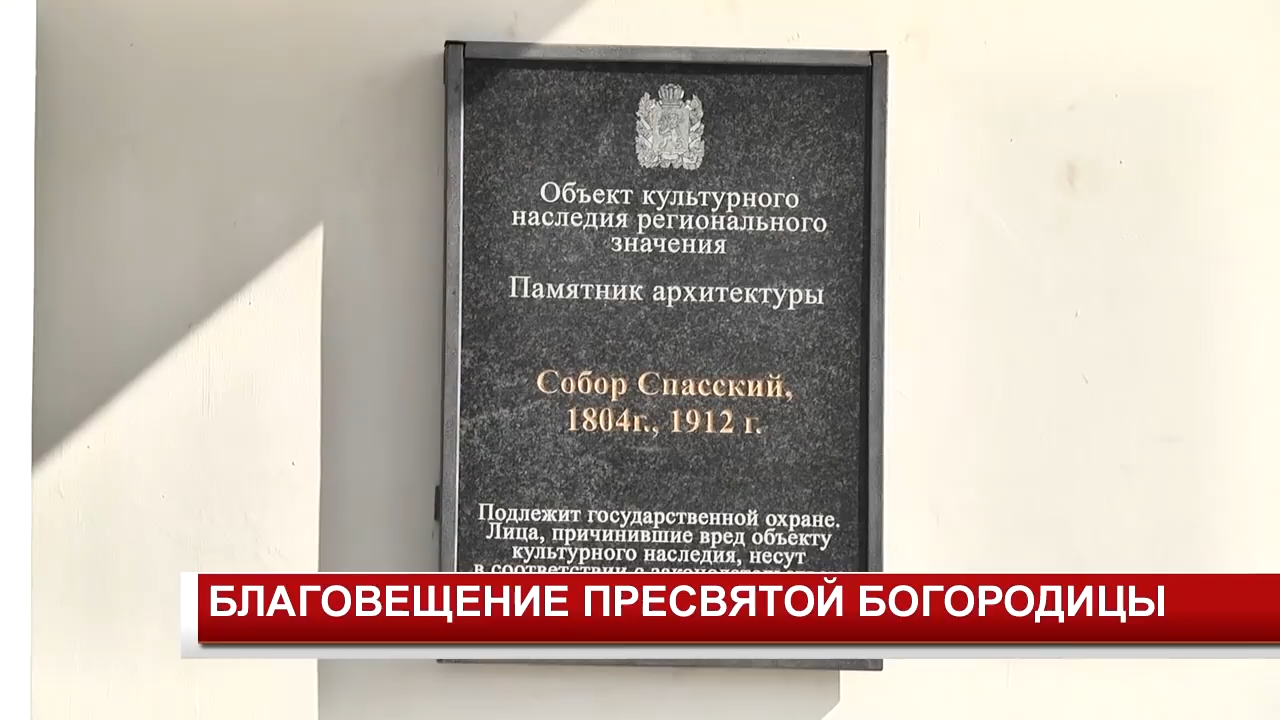 Объект культурного
наследия регионального
значения
Памятник архитектуры
Собор Спасский,
1804г., 1912 г.
Подлежит государственной охране.
Лица, причинившие вред объекту
культурного наследия, несут
в соответствии с
БЛАГОВЕЩЕНИЕ ПРЕСВЯТОЙ БОГОРОДИЦЫ